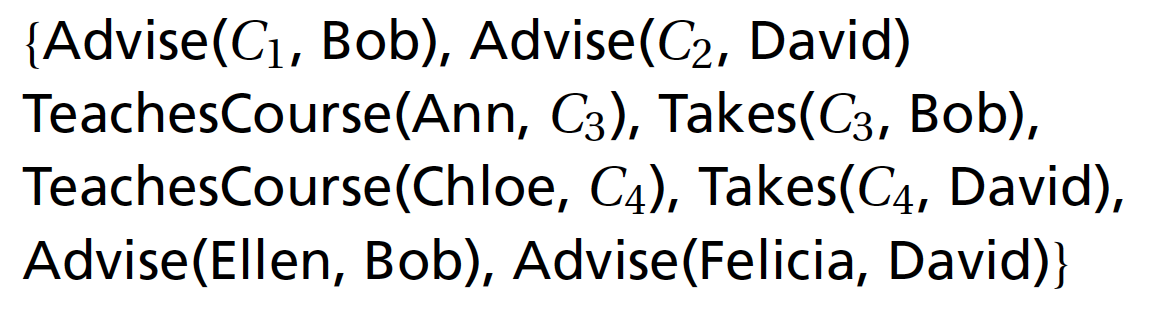 {Advise(C₁, Bob), Advise(C₂, David)
TeachesCourse(Ann, C₃), Takes(C₃, Bob),
TeachesCourse(Chloe, C₄), Takes(C₄, David),
Advise(Ellen, Bob), Advise(Felicia, David)}